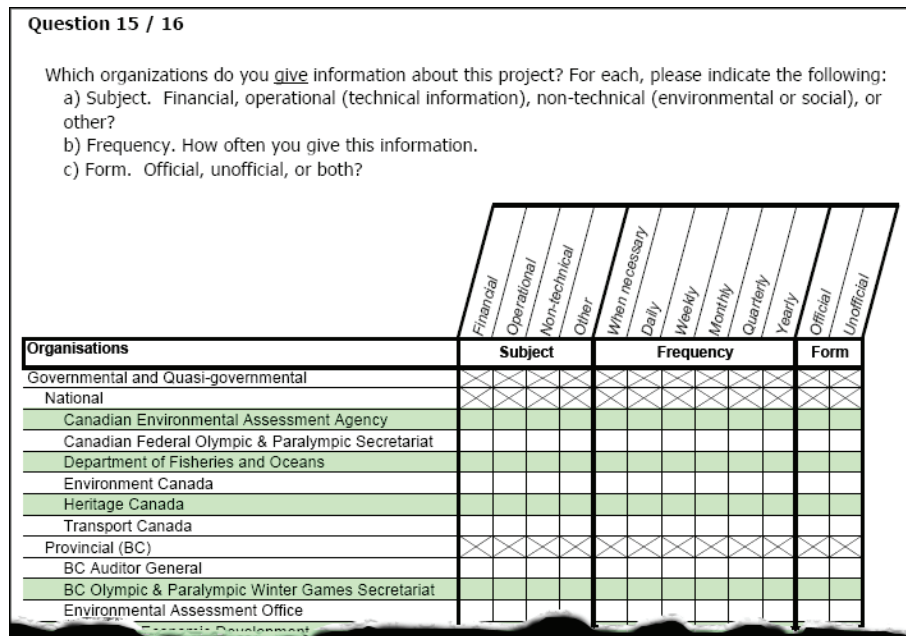 Question 15 / 16
Which organizations do you give information about this project? For each, please indicate the following:
a) Subject. Financial, operational (technical information), non-technical (environmental or social), or
other?
b) Frequency. How often you give this information.
c) Form. Official, unofficial, or both?
Financial
Operational
Non-technical
Other
When necessary
Daily
Weekly
Monthly
Quarterly
Yearly
Official
Unofficial
Organisations Subject Frequency Form
Governmental and Quasi-governmental
National
Canadian Environmental Assessment Agency
Canadian Federal Olympic & Paralympic Secretariat
Department of Fisheries and Oceans
Environment Canada
Heritage Canada
Transport Canada
Provincial (BC)
BC Auditor General
BC Olympic & Paralympic Winter Games Secretariat
Environmental Assessment Office
Economic Development